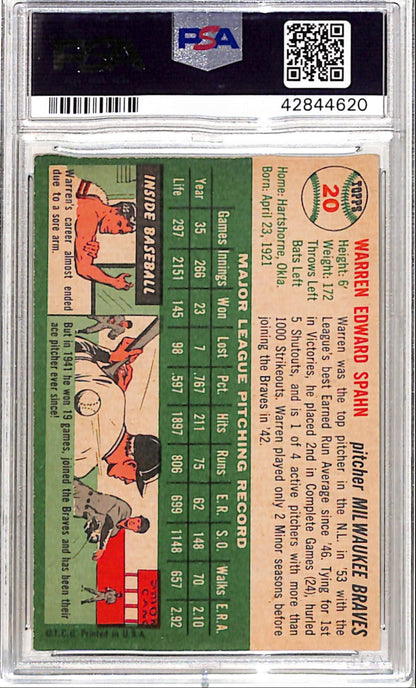 PSA
PSA
42844620
TOPPS
20
WARREN EDWARD SPAHN
pitcher MILWAUKEE BRAVES
Height: 6'
Weight: 172
Throws Left
Bats Left
Home: Hartshorne, Okla.
Born: April 23, 1921
Warren was the top pitcher in the N.L. in '53 with the
League's best Earned Run Average since '46. Tying for 1st
in Victories, he placed 2nd in Complete Games (24), hurled
5 Shutouts, and is 1 of 4 active pitchers with more than
1000 Strikeouts. Warren played only 2 Minor seasons before
joining the Braves in '42.
MAJOR LEAGUE PITCHING RECORD
Games Innings Won Lost Pct. Hits Runs E.R. S.O. Walks E.R.A.
Year 35 266 23 7 .767 211 75 62 148 70 2.10
Life 297 2151 145 98 .597 1897 806 699 1148 657 2.92
INSIDE BASEBALL
Warren's career almost ended
due to a sore arm.
But in 1941 he won 19 games, joined the Braves and has been their
ace pitcher ever since!
©T.C.G. Printed in U.S.A.